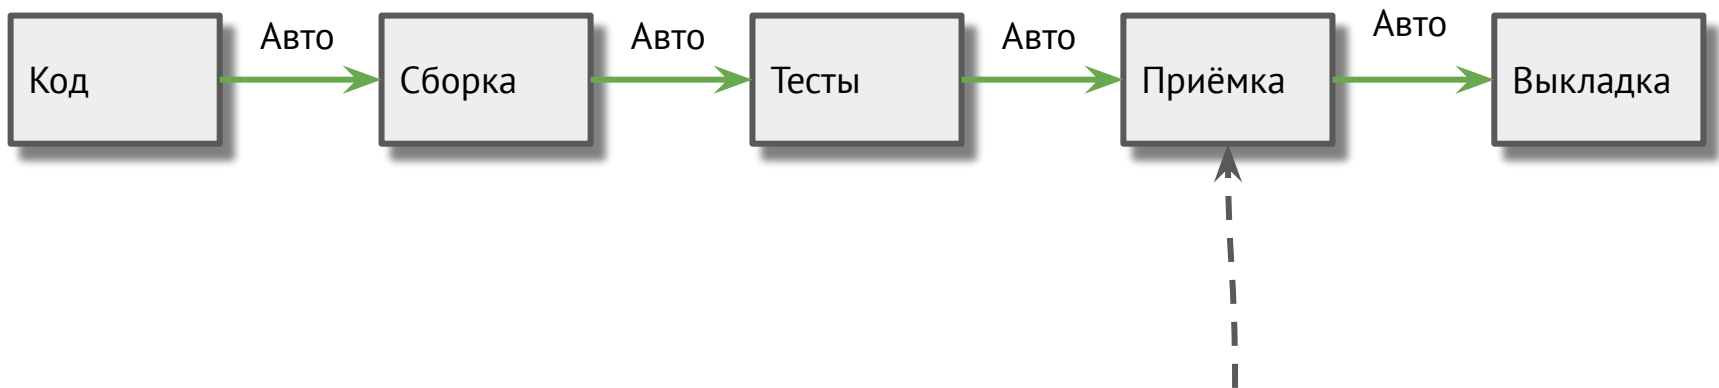 Авто
Авто
Авто
Авто
Код
Сборка
Тесты
Приёмка
Выкладка